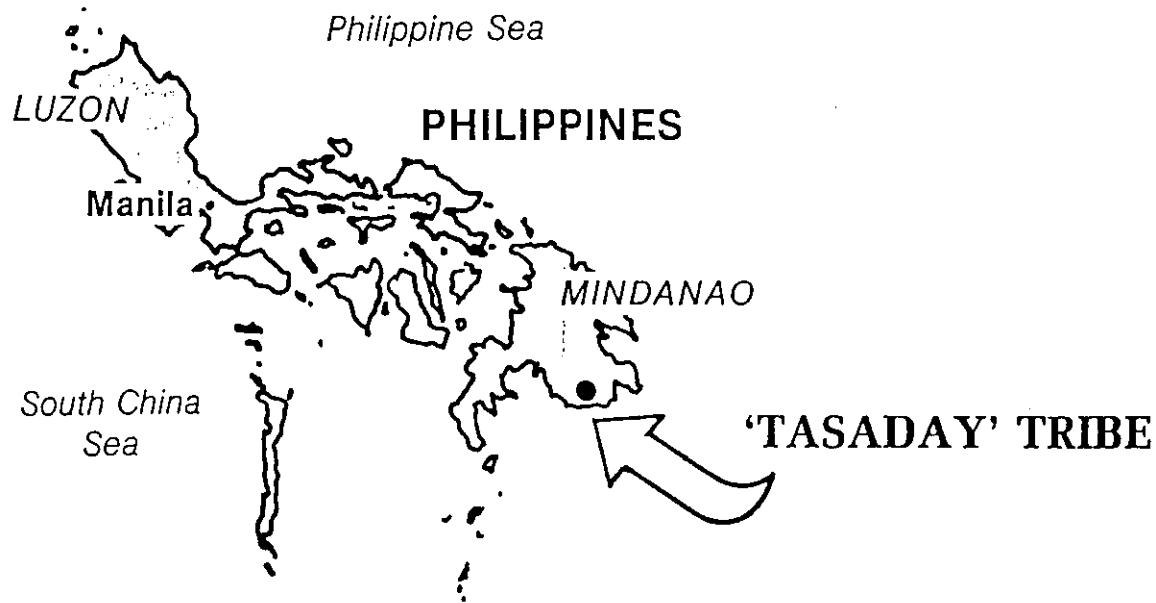 Philippine Sea
LUZON
PHILIPPINES
Manila
MINDANAO
South China
Sea
‘TASADAY’ TRIBE